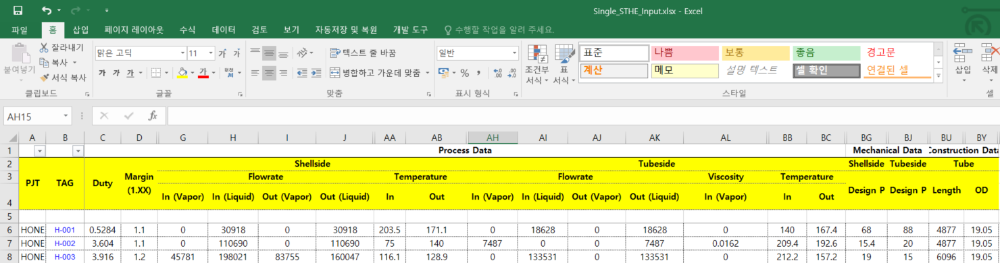 Single_STHE_Input.xlsx - Excel
파일 홈 삽입 페이지 레이아웃 수식 데이터 검토 보기 자동저장 및 복원 개발 도구 수행할 작업을 알려 주세요.
붙여넣기 잘라내기 복사 서식 복사
맑은 고딕 11 가 가
가 가 가 가 내천
텍스트 줄 바꿈
병합하고 가운데 맞춤
일반
% , ←.0 .00 .00 →.0
조건부 서식 표 서식
표준 나쁨 보통 좋음 경고문
계산 메모 설명 텍스트 셀 확인 연결된 셀
삽입 삭제
클립보드 글꼴 맞춤 표시 형식 스타일 셀
AH15 fx
A B C D G H I J AA AB AH AI AJ AK AL BB BC BG BJ BU BY
1 Process Data Mechanical Data Construction Data
2 PJT TAG Duty Margin (1.XX) Shellside Tubeside Shellside Tubeside Tube
3 Flowrate Temperature Flowrate Viscosity Temperature Design P Design P Length OD
4 In (Vapor) In (Liquid) Out (Vapor) Out (Liquid) In Out In (Vapor) In (Liquid) Out (Vapor) Out (Liquid) In (Vapor) In Out
5
6 HONE H-001 0.5284 1.1 0 30918 0 30918 203.5 171.1 0 18628 0 18628 0 140 167.4 68 88 4877 19.05
7 HONE H-002 3.604 1.1 0 110690 0 110690 75 140 7487 0 0 7487 0.0162 209.4 192.6 15.4 20 4877 19.05
8 HONE H-003 3.916 1.2 45781 198021 83755 160047 116.1 128.9 0 133531 0 133531 0 212.2 157.2 19 15 6096 19.05